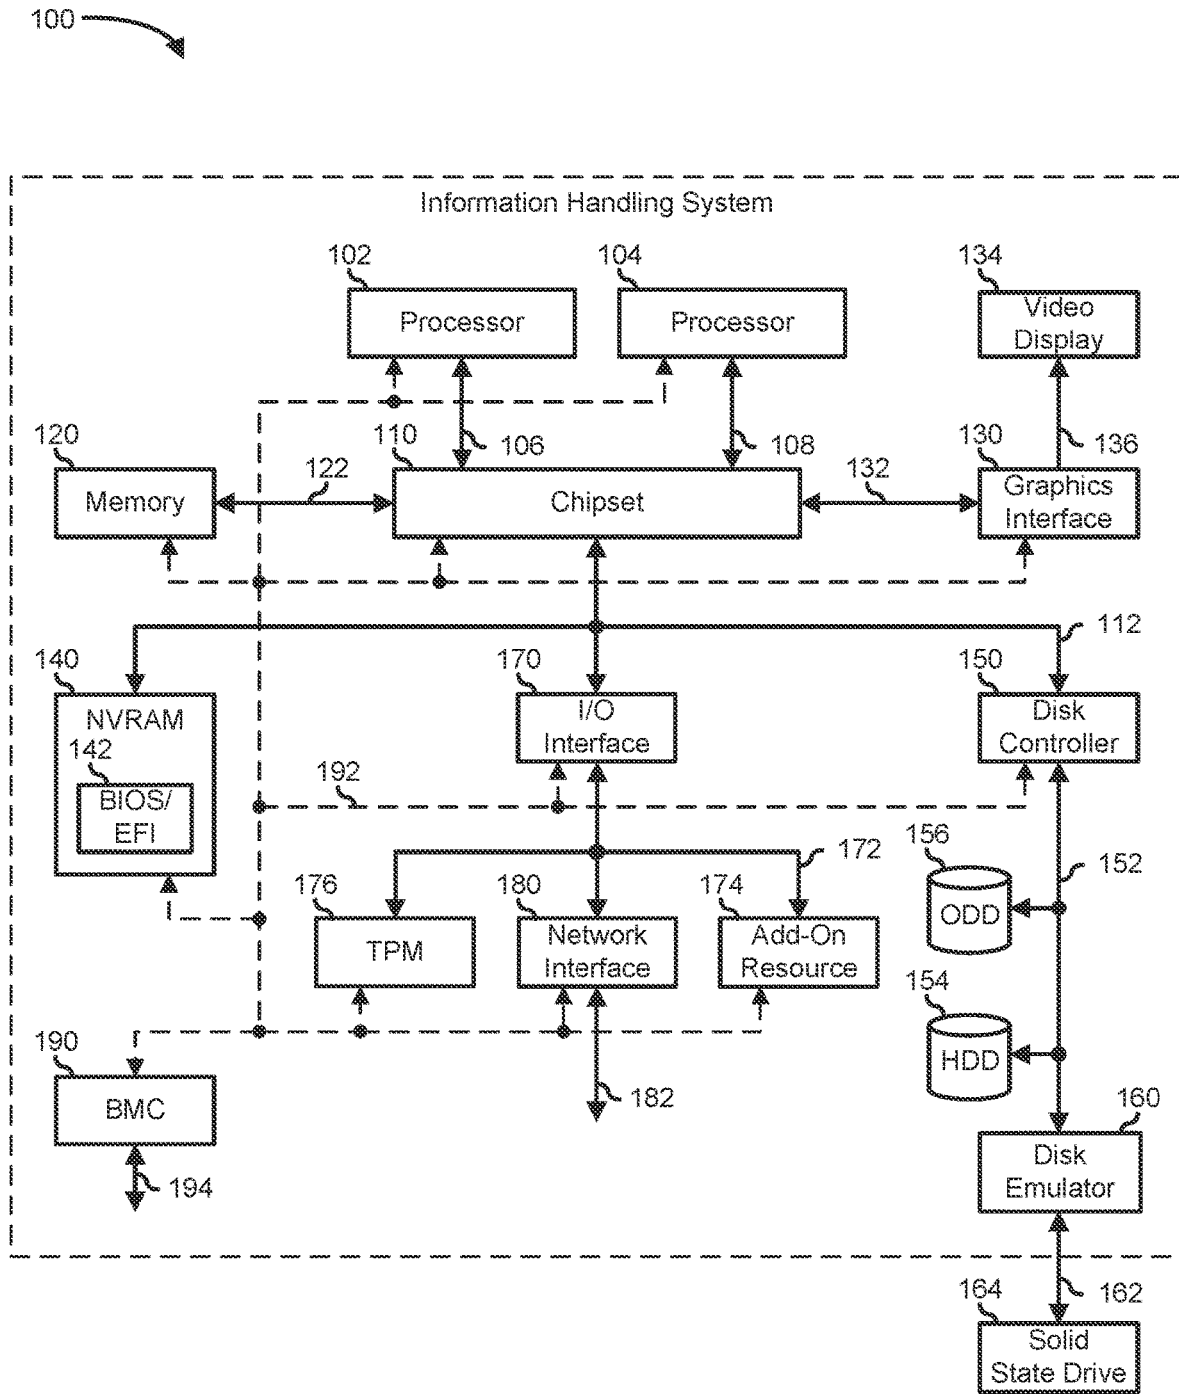 100
Information Handling System
102
104
134
Processor
Processor
Video
Display
120
110
106
108
130
136
122
132
Memory
Chipset
Graphics
Interface
112
140
170
150
NVRAM
I/O
Interface
Disk
Controller
142
BIOS/
EFI
192
172
156
152
176
180
174
ODD
TPM
Network
Interface
Add-On
Resource
154
HDD
190
BMC
182
160
194
Disk
Emulator
164
162
Solid
State Drive